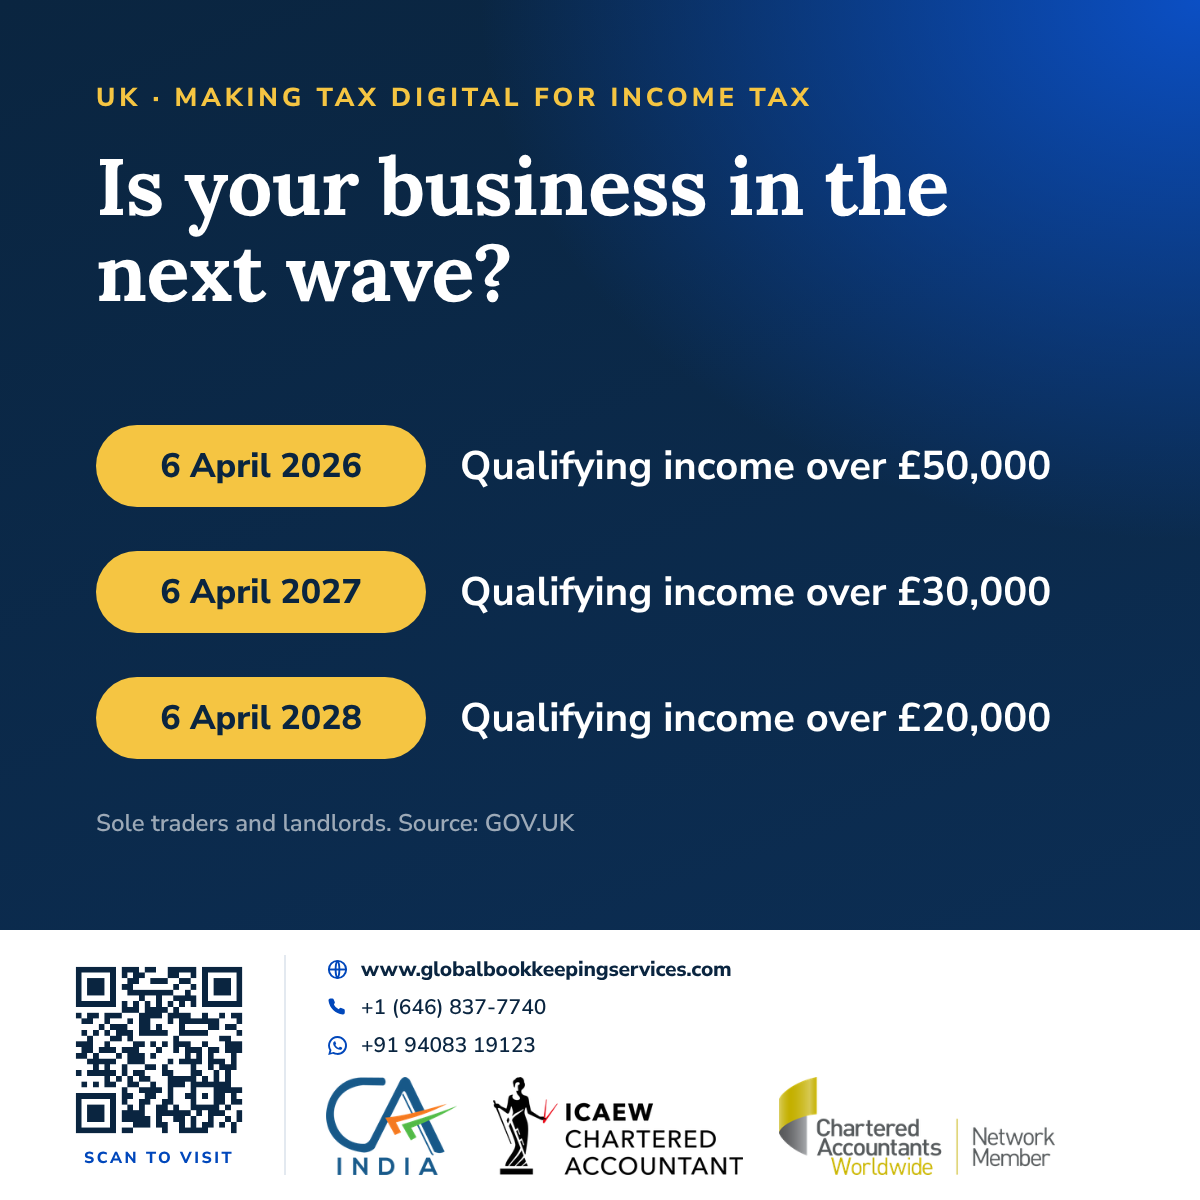 UK · MAKING TAX DIGITAL FOR INCOME TAX
Is your business in the
next wave?
6 April 2026 Qualifying income over £50,000
6 April 2027 Qualifying income over £30,000
6 April 2028 Qualifying income over £20,000
Sole traders and landlords. Source: GOV.UK
SCAN TO VISIT
www.globalbookkeepingservices.com
+1 (646) 837-7740
+91 94083 19123
CA
INDIA
ICAEW
CHARTERED
ACCOUNTANT
Chartered
Accountants
Worldwide
Network
Member